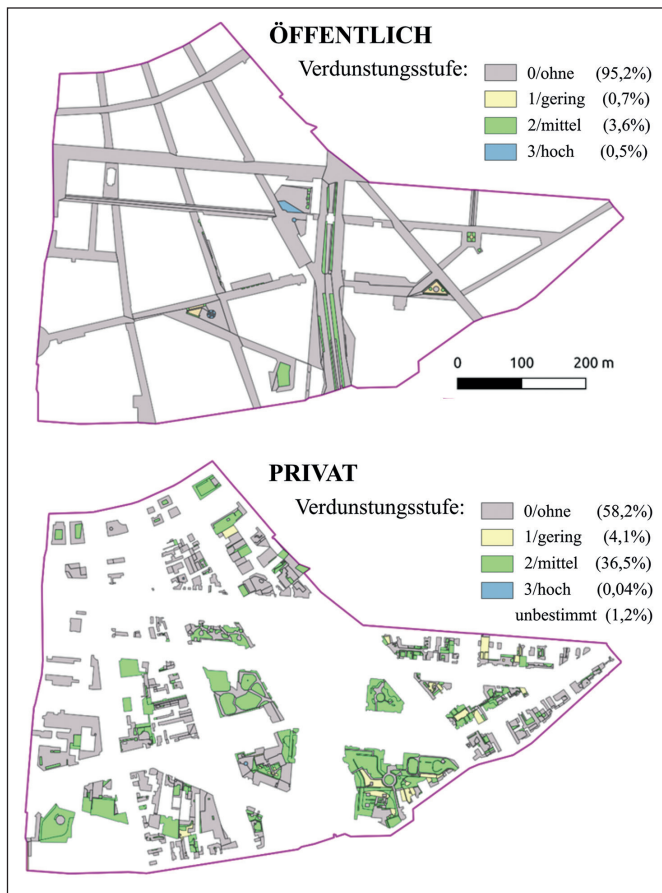 ÖFFENTLICH
Verdunstungsstufe:
0/ohne (95,2%)
1/gering (0,7%)
2/mittel (3,6%)
3/hoch (0,5%)
0 100 200 m
PRIVAT
Verdunstungsstufe:
0/ohne (58,2%)
1/gering (4,1%)
2/mittel (36,5%)
3/hoch (0,04%)
unbestimmt (1,2%)